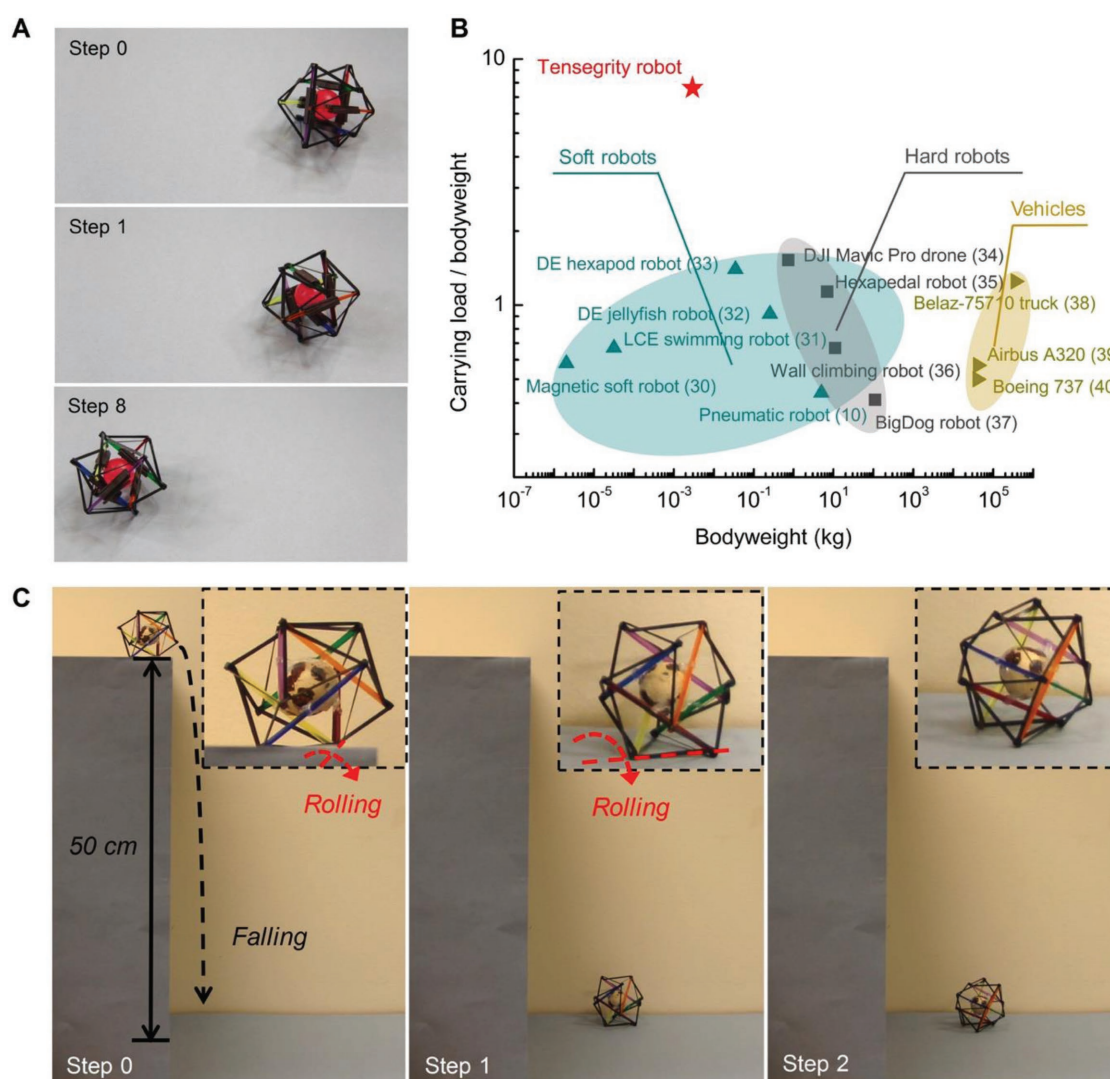 A
Step 0
Step 1
Step 8
B
Carrying load / bodyweight
10
1
Tensegrity robot
Soft robots
Hard robots
Vehicles
DE hexapod robot (33)
DJI Mavic Pro drone (34)
Hexapedal robot (35)
Belaz-75710 truck (38)
DE jellyfish robot (32)
LCE swimming robot (31)
Airbus A320 (39
Wall climbing robot (36)
Magnetic soft robot (30)
Boeing 737 (40
Pneumatic robot (10)
BigDog robot (37)
10⁻⁷ 10⁻⁵ 10⁻³ 10⁻¹ 10¹ 10³ 10⁵
Bodyweight (kg)
C
50 cm
Falling
Rolling
Step 0
Rolling
Step 1
Step 2